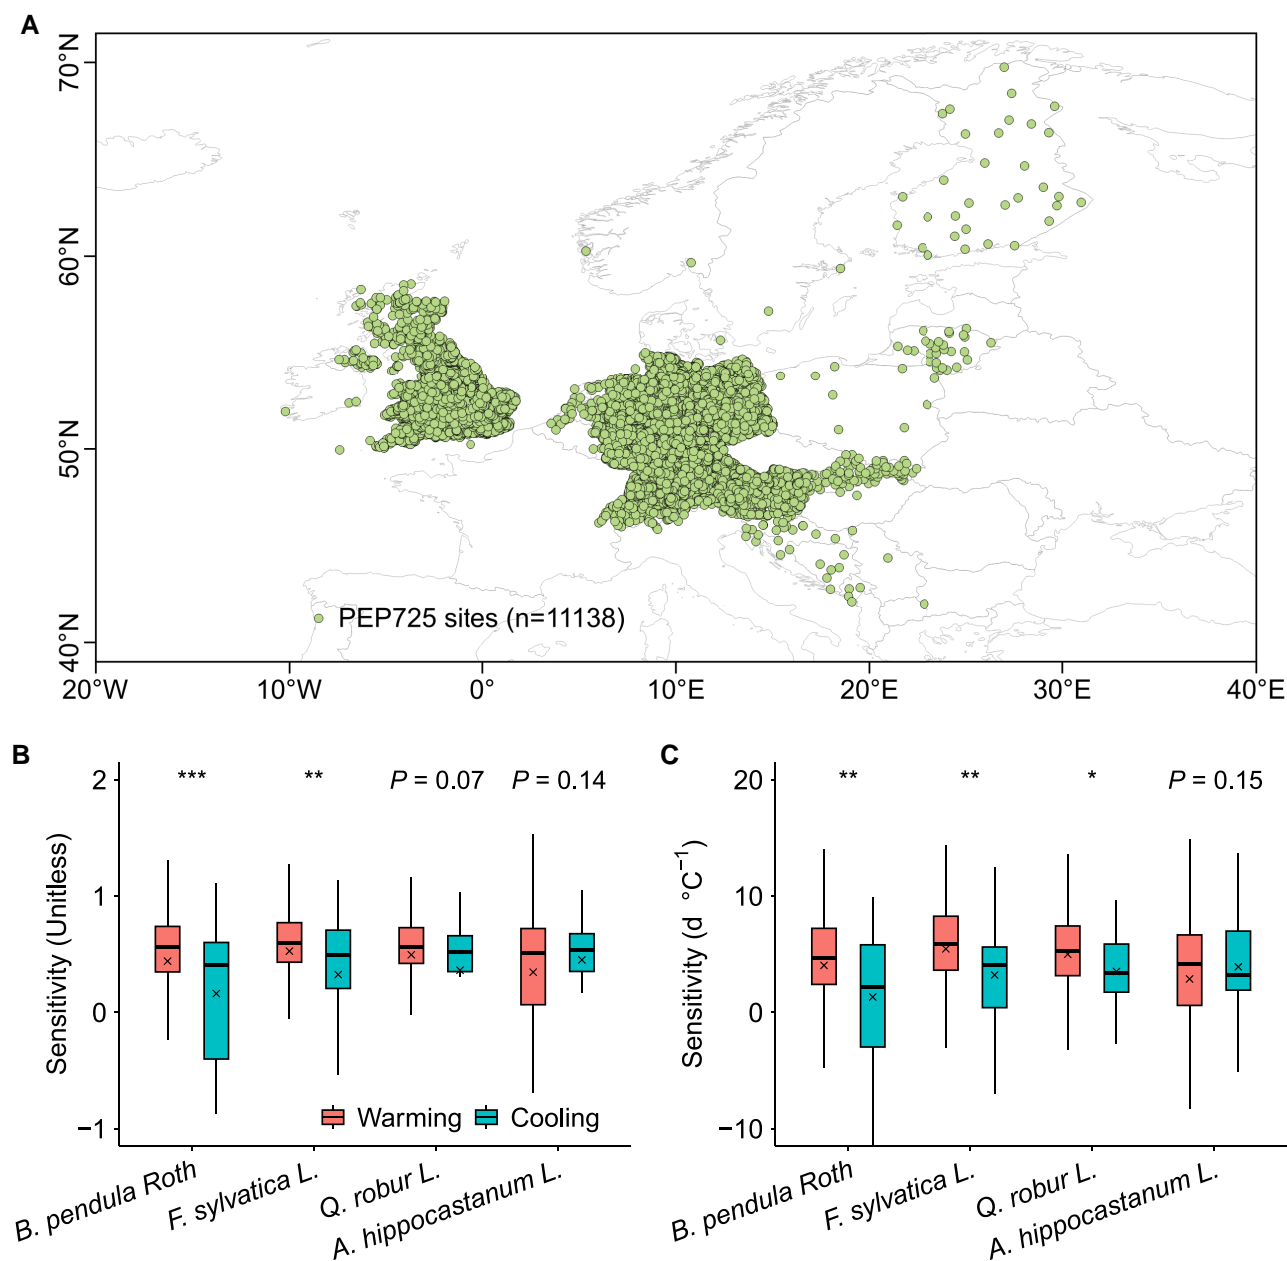 A
70°N
60°N
50°N
40°N
PEP725 sites (n=11138)
20°W 10°W 0° 10°E 20°E 30°E 40°E
B
*** ** P = 0.07 P = 0.14
Sensitivity (Unitless)
2
1
0
−1
Warming Cooling
B. pendula Roth
F. sylvatica L.
Q. robur L.
A. hippocastanum L.
C
** ** * P = 0.15
Sensitivity (d °C−1)
20
10
0
−10
B. pendula Roth
F. sylvatica L.
Q. robur L.
A. hippocastanum L.